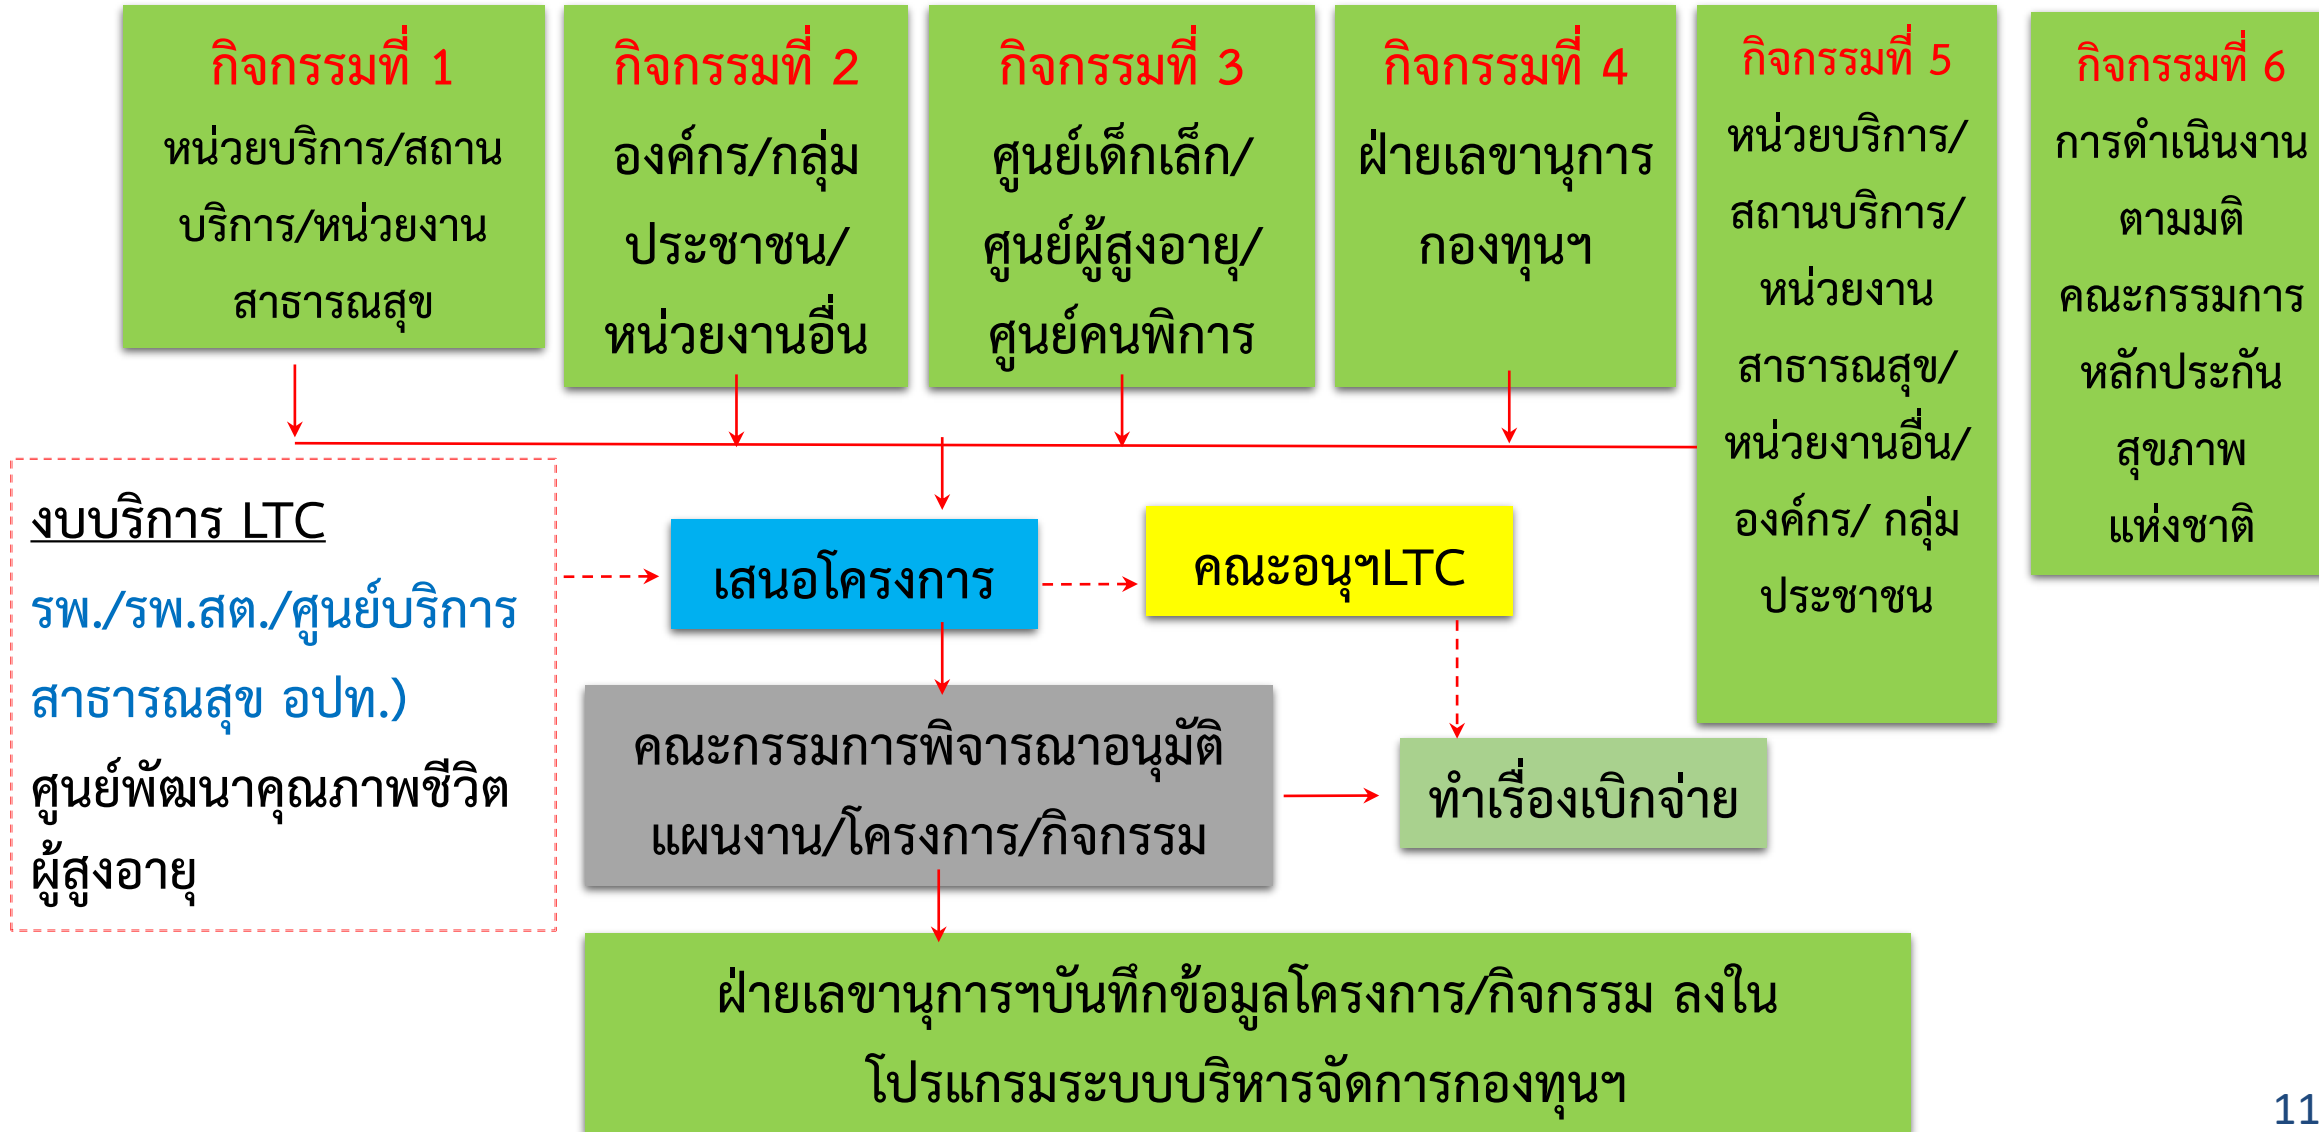 กิจกรรมที่ 1
หน่วยบริการ/สถาน
บริการ/หน่วยงาน
สาธารณสุข
กิจกรรมที่ 2
องค์กร/กลุ่ม
ประชาชน/
หน่วยงานอื่น
กิจกรรมที่ 3
ศูนย์เด็กเล็ก/
ศูนย์ผู้สูงอายุ/
ศูนย์คนพิการ
กิจกรรมที่ 4
ฝ่ายเลขานุการ
กองทุนฯ
กิจกรรมที่ 5
หน่วยบริการ/
สถานบริการ/
หน่วยงาน
สาธารณสุข/
หน่วยงานอื่น/
องค์กร/ กลุ่ม
ประชาชน
กิจกรรมที่ 6
การดำเนินงาน
ตามมติ
คณะกรรมการ
หลักประกัน
สุขภาพ
แห่งชาติ
งบบริการ LTC
รพ./รพ.สต./ศูนย์บริการ
สาธารณสุข อปท.)
ศูนย์พัฒนาคุณภาพชีวิต
ผู้สูงอายุ
เสนอโครงการ
คณะอนุฯLTC
คณะกรรมการพิจารณาอนุมัติ
แผนงาน/โครงการ/กิจกรรม
ทำเรื่องเบิกจ่าย
ฝ่ายเลขานุการฯบันทึกข้อมูลโครงการ/กิจกรรม ลงใน
โปรแกรมระบบบริหารจัดการกองทุนฯ
11